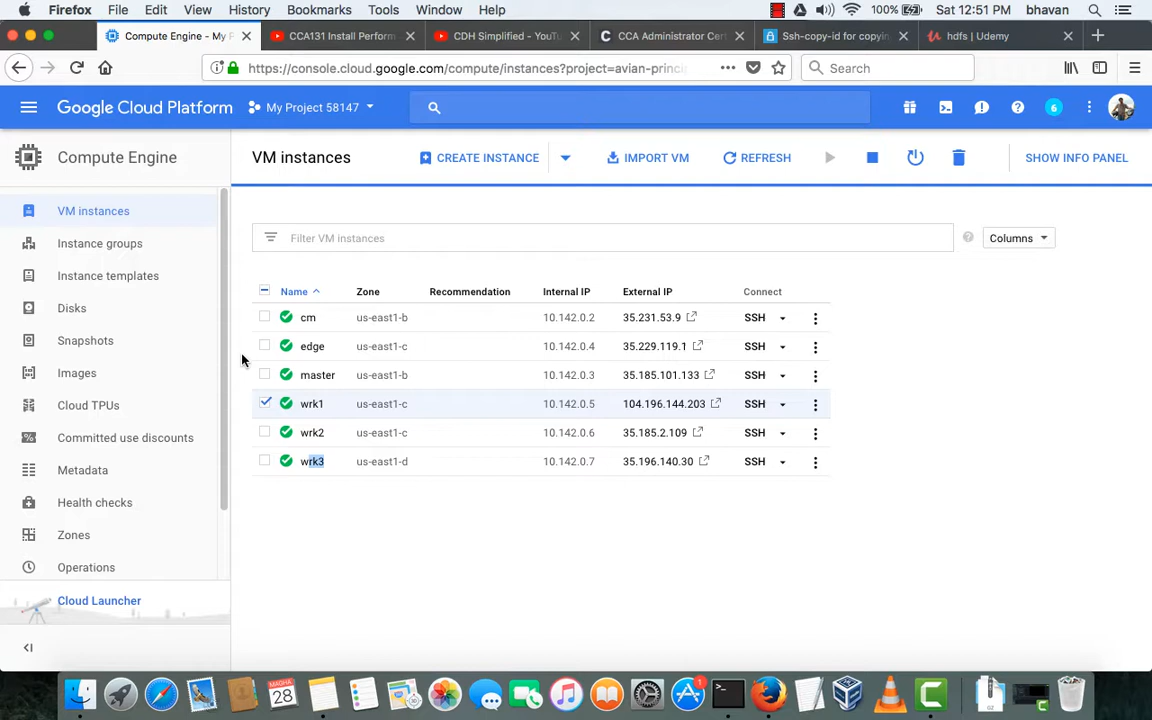 Firefox File Edit View History Bookmarks Tools Window Help 100% Sat 12:51 PM bhavan
Compute Engine - My P CCA131 Install Perform CDH Simplified - YouT CCA Administrator Cert Ssh-copy-id for copyin hdfs | Udemy
https://console.cloud.google.com/compute/instances?project=avian-princi Search
Google Cloud Platform My Project 58147 6
Compute Engine VM instances CREATE INSTANCE IMPORT VM REFRESH SHOW INFO PANEL
VM instances
Instance groups
Instance templates
Disks
Snapshots
Images
Cloud TPUs
Committed use discounts
Metadata
Health checks
Zones
Operations
Cloud Launcher
Filter VM instances Columns
Name Zone Recommendation Internal IP External IP Connect
cm us-east1-b 10.142.0.2 35.231.53.9 SSH
edge us-east1-c 10.142.0.4 35.229.119.1 SSH
master us-east1-b 10.142.0.3 35.185.101.133 SSH
wrk1 us-east1-c 10.142.0.5 104.196.144.203 SSH
wrk2 us-east1-c 10.142.0.6 35.185.2.109 SSH
wrk3 us-east1-d 10.142.0.7 35.196.140.30 SSH
MAGHA
28
1